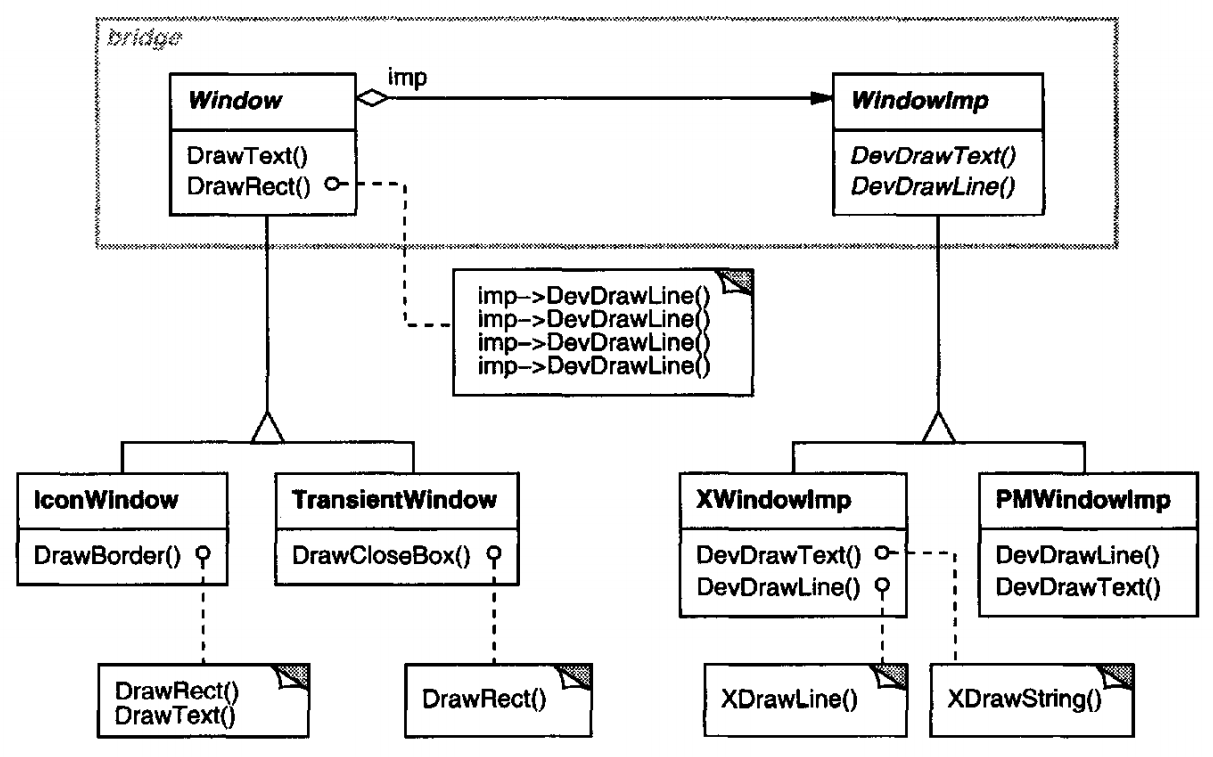 bridge
Window
imp
WindowImp
DrawText()
DrawRect()
DevDrawText()
DevDrawLine()
imp->DevDrawLine()
imp->DevDrawLine()
imp->DevDrawLine()
imp->DevDrawLine()
IconWindow
DrawBorder()
TransientWindow
DrawCloseBox()
XWindowImp
DevDrawText()
DevDrawLine()
PMWindowImp
DevDrawLine()
DevDrawText()
DrawRect()
DrawText()
DrawRect()
XDrawLine()
XDrawString()